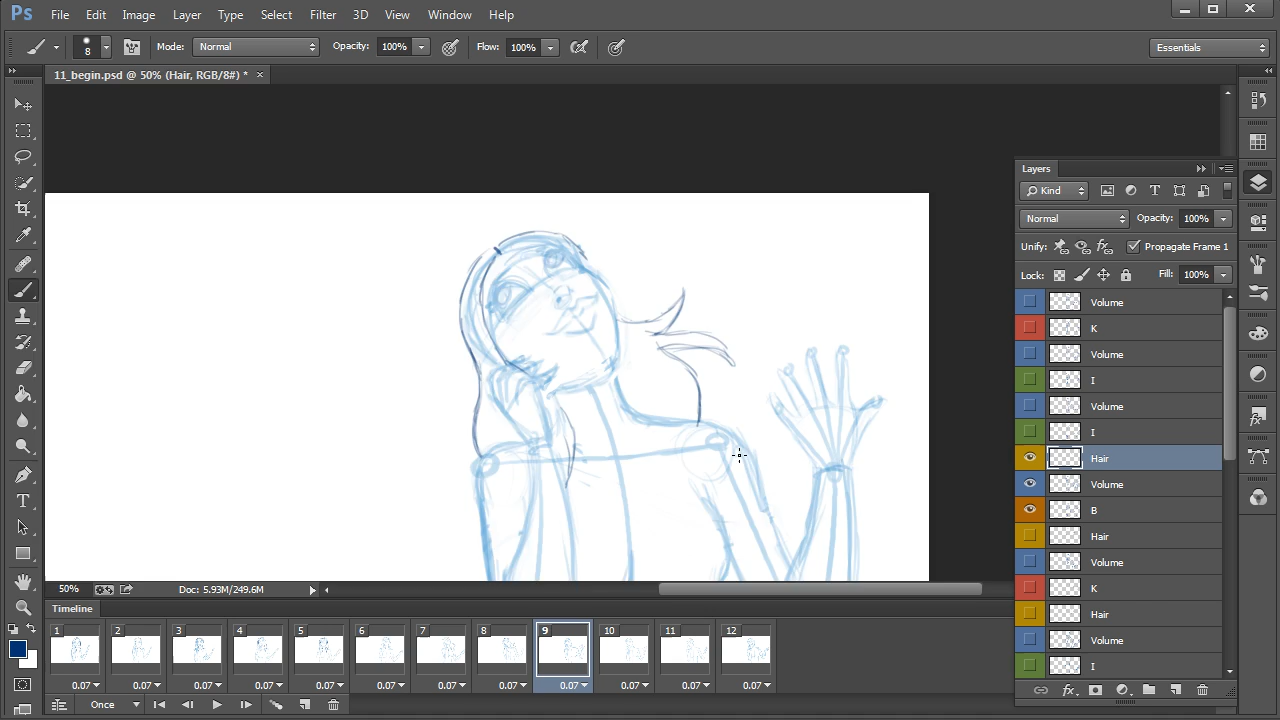 Ps File Edit Image Layer Type Select Filter 3D View Window Help
8 Mode: Normal Opacity: 100% Flow: 100% Essentials
11_begin.psd @ 50% (Hair, RGB/8#) * ×
Layers
Kind
Normal Opacity: 100%
Unify: Propagate Frame 1
Lock: Fill: 100%
Volume
K
Volume
I
Volume
I
Hair
Volume
B
Hair
Volume
K
Hair
Volume
I
50% Doc: 5.93M/249.6M
Timeline
1 2 3 4 5 6 7 8 9 10 11 12
0.07 0.07 0.07 0.07 0.07 0.07 0.07 0.07 0.07 0.07 0.07 0.07
Once